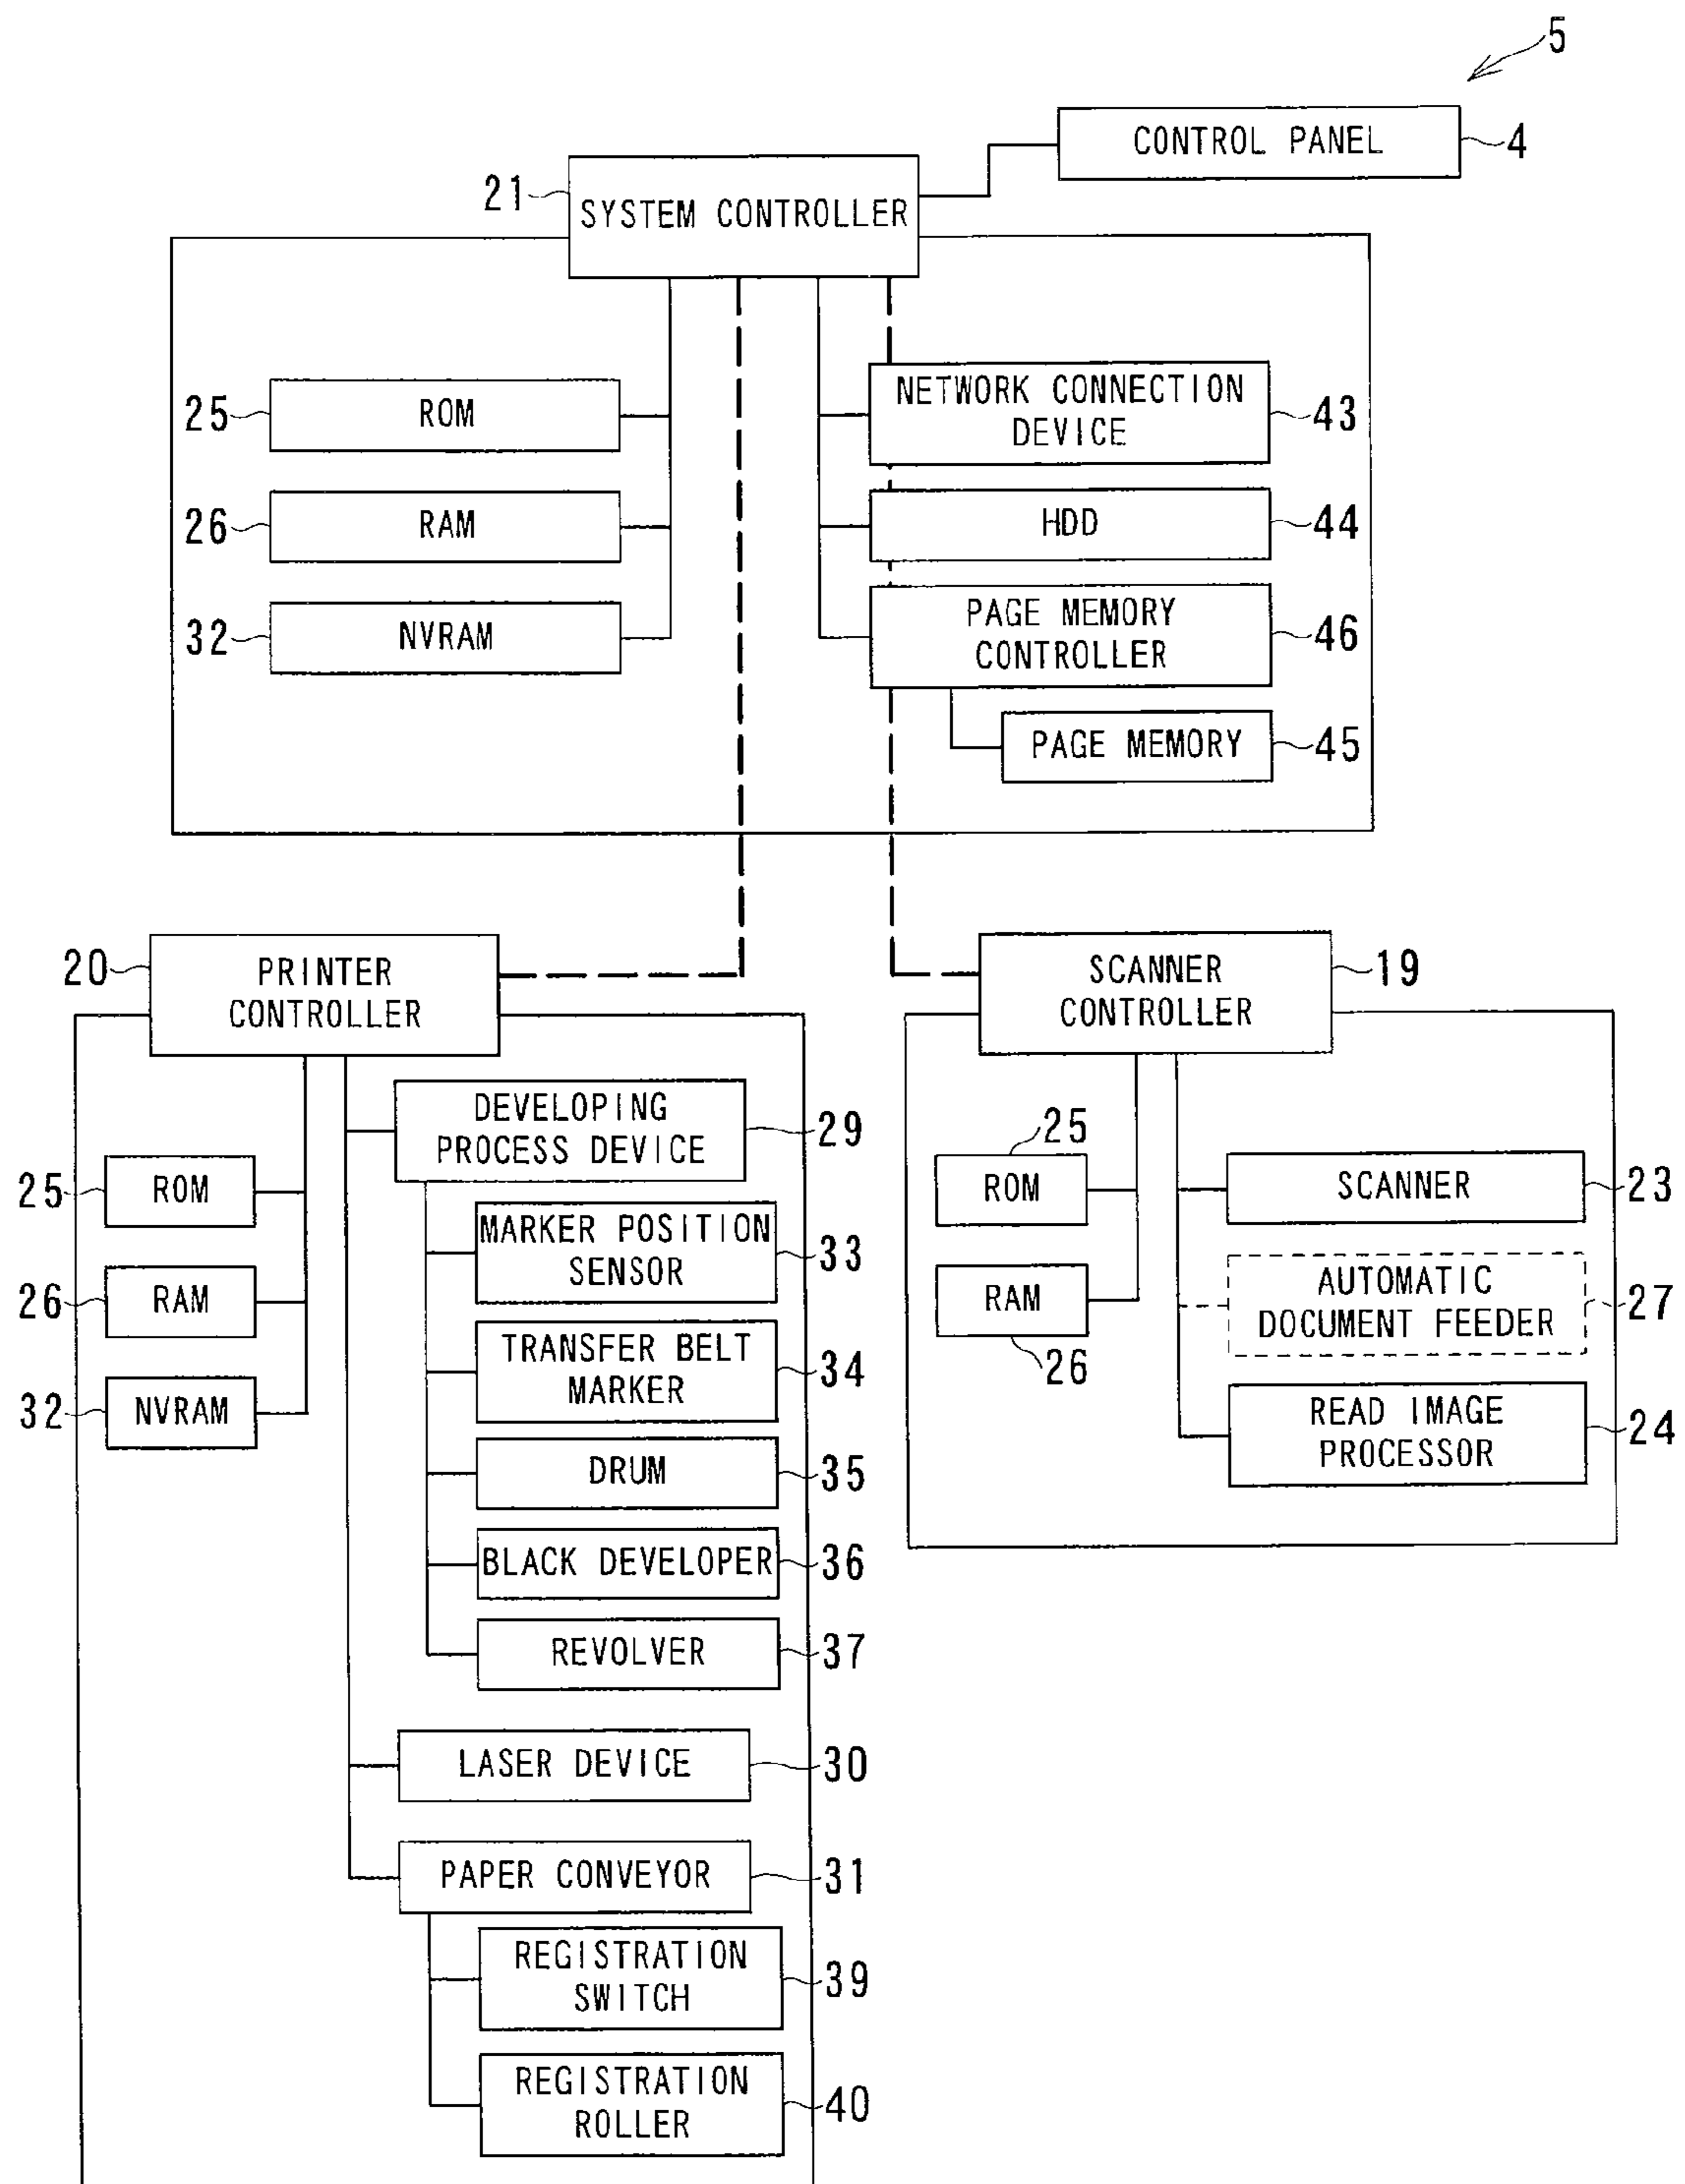 5
CONTROL PANEL
4
21
SYSTEM CONTROLLER
25
ROM
26
RAM
32
NVRAM
NETWORK CONNECTION
DEVICE
43
HDD
44
PAGE MEMORY
CONTROLLER
46
PAGE MEMORY
45
20
PRINTER
CONTROLLER
25
ROM
26
RAM
32
NVRAM
DEVELOPING
PROCESS DEVICE
29
MARKER POSITION
SENSOR
33
TRANSFER BELT
MARKER
34
DRUM
35
BLACK DEVELOPER
36
REVOLVER
37
LASER DEVICE
30
PAPER CONVEYOR
31
REGISTRATION
SWITCH
39
REGISTRATION
ROLLER
40
SCANNER
CONTROLLER
19
25
ROM
RAM
26
SCANNER
23
AUTOMATIC
DOCUMENT FEEDER
27
READ IMAGE
PROCESSOR
24